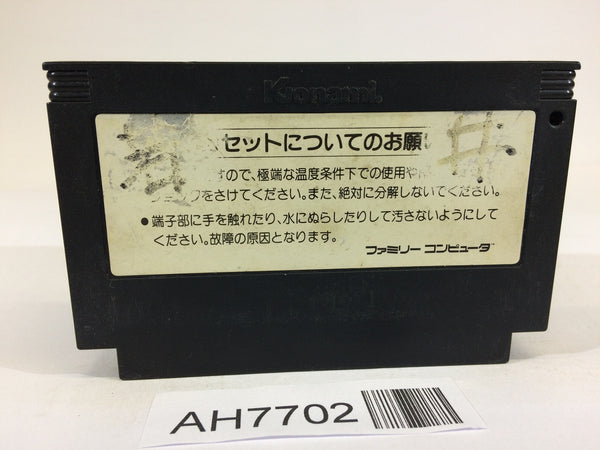 Konami
セットについてのお願
すので、極端な温度条件下での使用や
をさけてください。また、絶対に分解しないでください。
●端子部に手を触れたり、水にぬらしたりして汚さないようにして
ください。故障の原因となります。
ファミリー コンピュータ™
AH7702